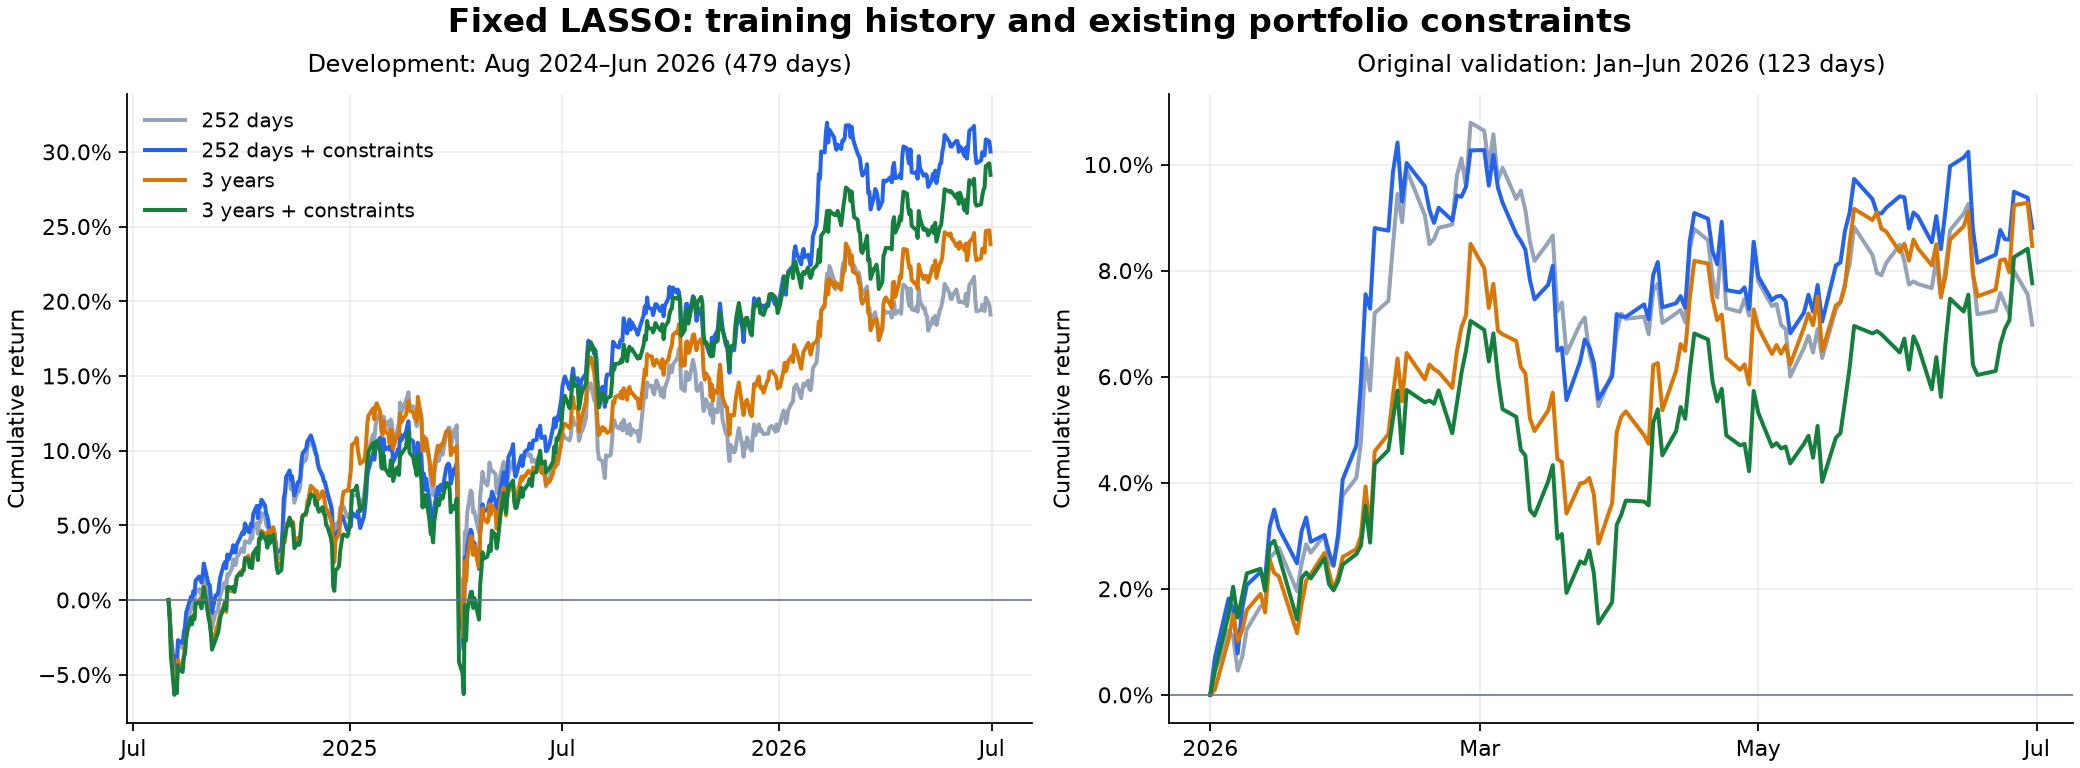 Fixed LASSO: training history and existing portfolio constraints
Development: Aug 2024–Jun 2026 (479 days)
252 days
252 days + constraints
3 years
3 years + constraints
Cumulative return
30.0%
25.0%
20.0%
15.0%
10.0%
5.0%
0.0%
−5.0%
Jul
2025
Jul
2026
Jul
Original validation: Jan–Jun 2026 (123 days)
Cumulative return
10.0%
8.0%
6.0%
4.0%
2.0%
0.0%
2026
Mar
May
Jul